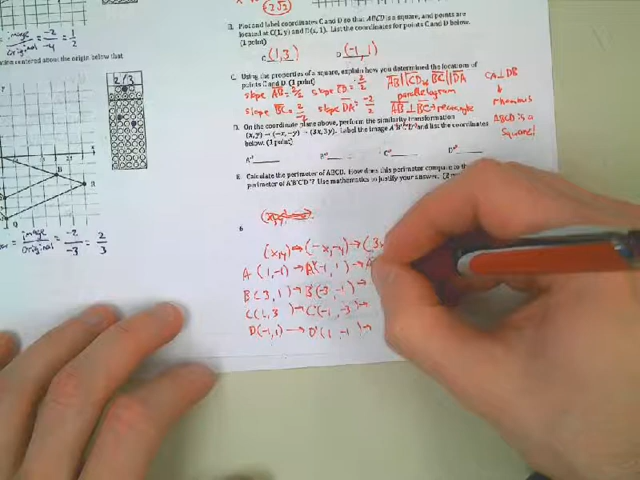 (2√2)
B. Plot and label coordinates C and D so that ABCD is a square, and points are
located at C(1, y) and D(x, 1). List the coordinates for points C and D below.
(1 point)
C (1,3) D (-1,1)
C. Using the properties of a square, explain how you determined the locations of
points C and D. (1 point)
slope AB = 2/2 slope CD = -2/-2 AB||CD, BC||DA
parallelogram
slope BC = 2/-2 slope DA = -2/2 AB ⊥ BC → rectangle
CA ⊥ DB
rhombus
ABCD is a
square!
D. On the coordinate plane above, perform the similarity transformation
(x, y) → (-x, -y) → (3x, 3y). Label the image and list the coordinates
below. (1 point)
A" B" C" D"
E. Calculate the perimeter of ABCD. How does this perimeter compare to the
perimeter of A"B"C"D"? Use mathematics to justify your answer. (2
6
(x,y) → (-x,-y) → (3x
A (1,-1) → A'(-1,1) → A
B (3,1) → B'(-3,-1) →
C (1,3 → C'(-1,-3) →
D(-1,1) → D'(1,-1) →
image/original = -2/-4 = 1/2
centered about the origin below that
2/3
image/original = -2/-3 = 2/3